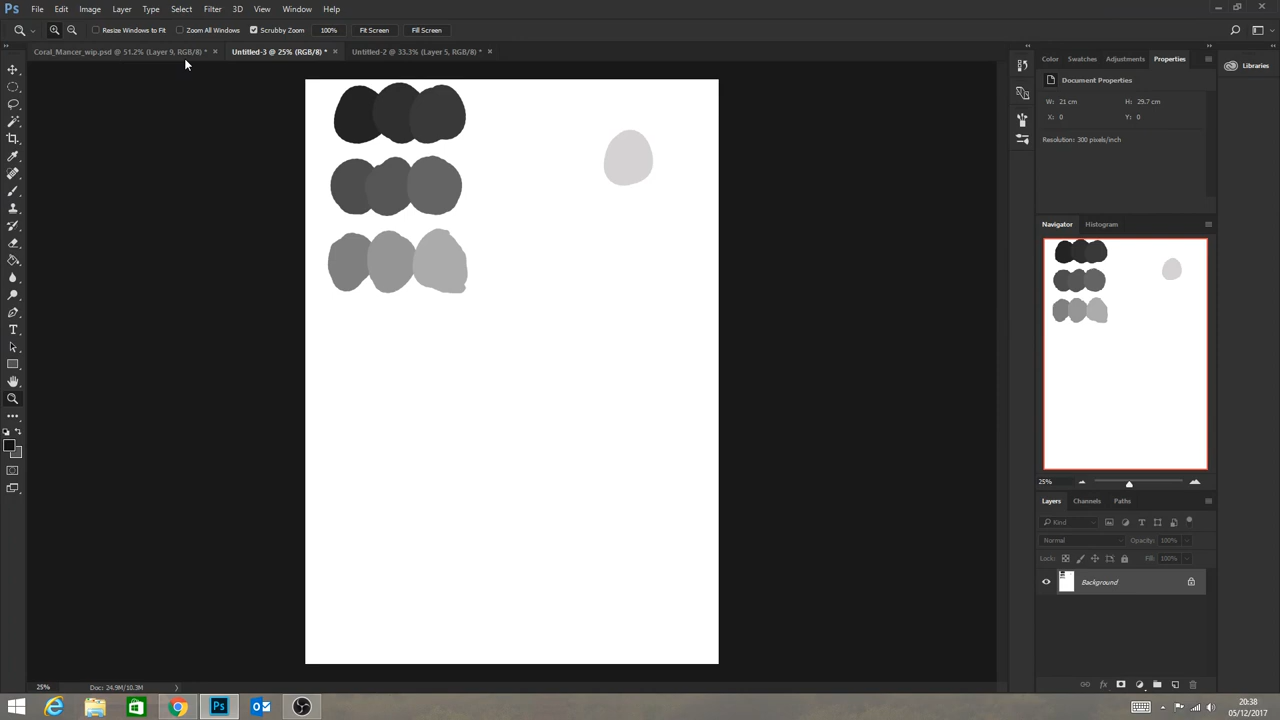 Ps File Edit Image Layer Type Select Filter 3D View Window Help
Resize Windows to Fit Zoom All Windows Scrubby Zoom 100% Fit Screen Fill Screen
Coral_Mancer_wip.psd @ 51.2% (Layer 9, RGB/8) * × Untitled-3 @ 25% (RGB/8) * × Untitled-2 @ 33.3% (Layer 5, RGB/8) * ×
Color Swatches Adjustments Properties
Libraries
Document Properties
W: 21 cm H: 29.7 cm
X: 0 Y: 0
Resolution: 300 pixels/inch
Navigator Histogram
25%
Layers Channels Paths
Kind
Normal Opacity: 100%
Lock: Fill: 100%
Background
25% Doc: 24.9M/10.3M
Ps
20:38
05/12/2017